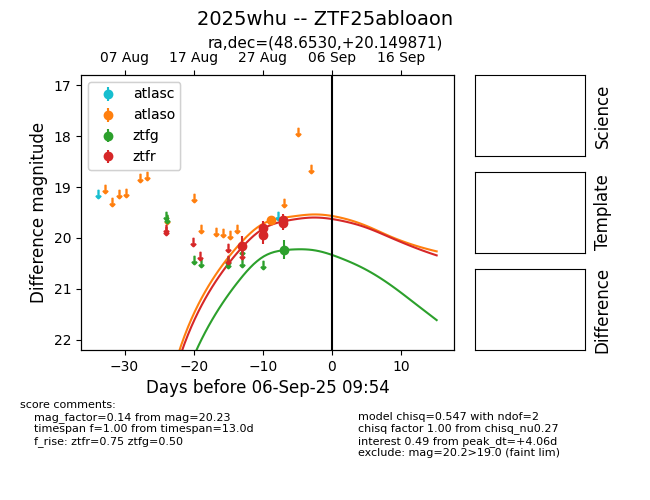 2025whu -- ZTF25abloaon
ra,dec=(48.6530,+20.149871)
07 Aug 17 Aug 27 Aug 06 Sep 16 Sep
17
18
19
20
21
22
Difference magnitude
atlasc
atlaso
ztfg
ztfr
−30 −20 −10 0 10
Days before 06-Sep-25 09:54
Science
Template
Difference
score comments:
mag_factor=0.14 from mag=20.23
timespan f=1.00 from timespan=13.0d
f_rise: ztfr=0.75 ztfg=0.50
model chisq=0.547 with ndof=2
chisq factor 1.00 from chisq_nu0.27
interest 0.49 from peak_dt=+4.06d
exclude: mag=20.2>19.0 (faint lim)